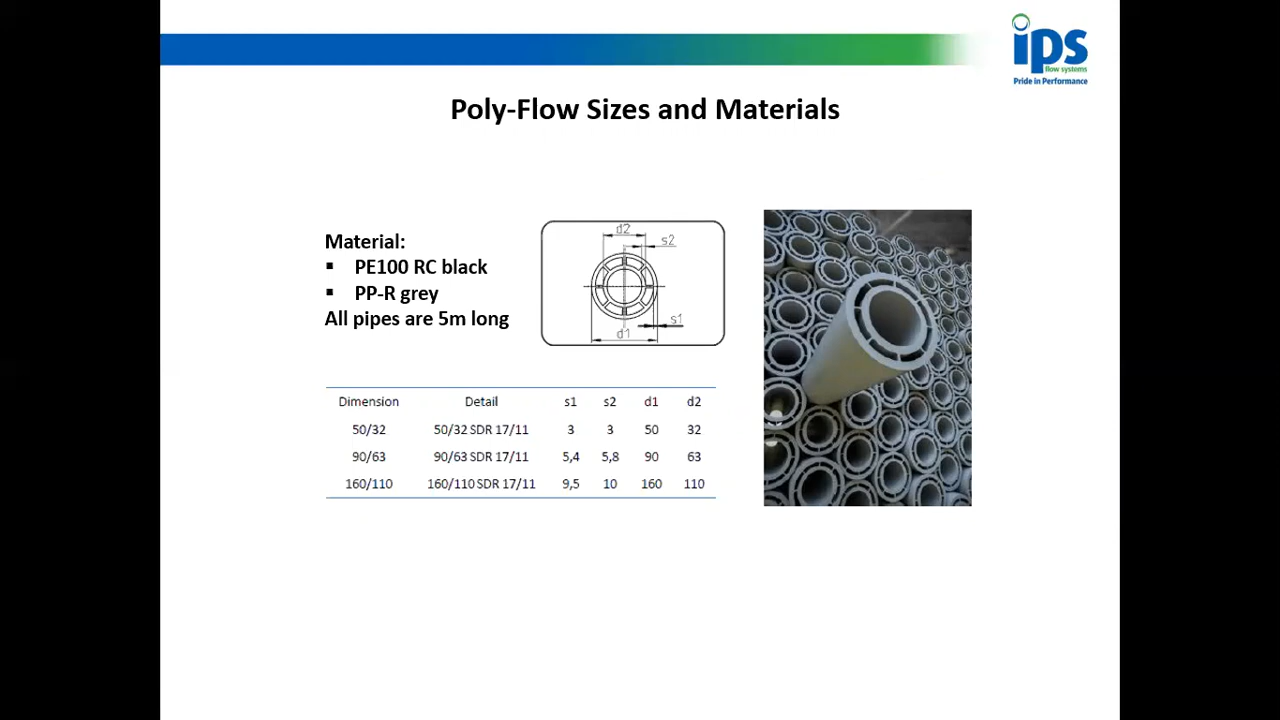 ips
flow systems
Pride in Performance
Poly-Flow Sizes and Materials
Material:
▪ PE100 RC black
▪ PP-R grey
All pipes are 5m long
d2
s2
s1
d1
Dimension Detail s1 s2 d1 d2
50/32 50/32 SDR 17/11 3 3 50 32
90/63 90/63 SDR 17/11 5,4 5,8 90 63
160/110 160/110 SDR 17/11 9,5 10 160 110